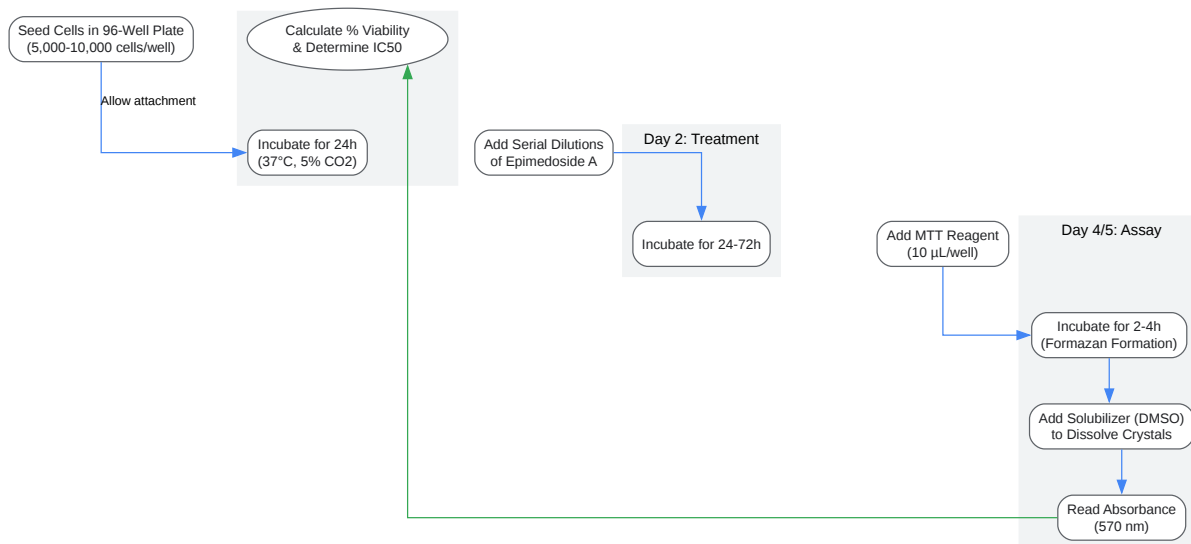 Seed Cells in 96-Well Plate
(5,000-10,000 cells/well)
Calculate % Viability
& Determine IC50
Allow attachment
Incubate for 24h
(37°C, 5% CO2)
Add Serial Dilutions
of Epimedoside A
Day 2: Treatment
Incubate for 24-72h
Add MTT Reagent
(10 µL/well)
Day 4/5: Assay
Incubate for 2-4h
(Formazan Formation)
Add Solubilizer (DMSO)
to Dissolve Crystals
Read Absorbance
(570 nm)